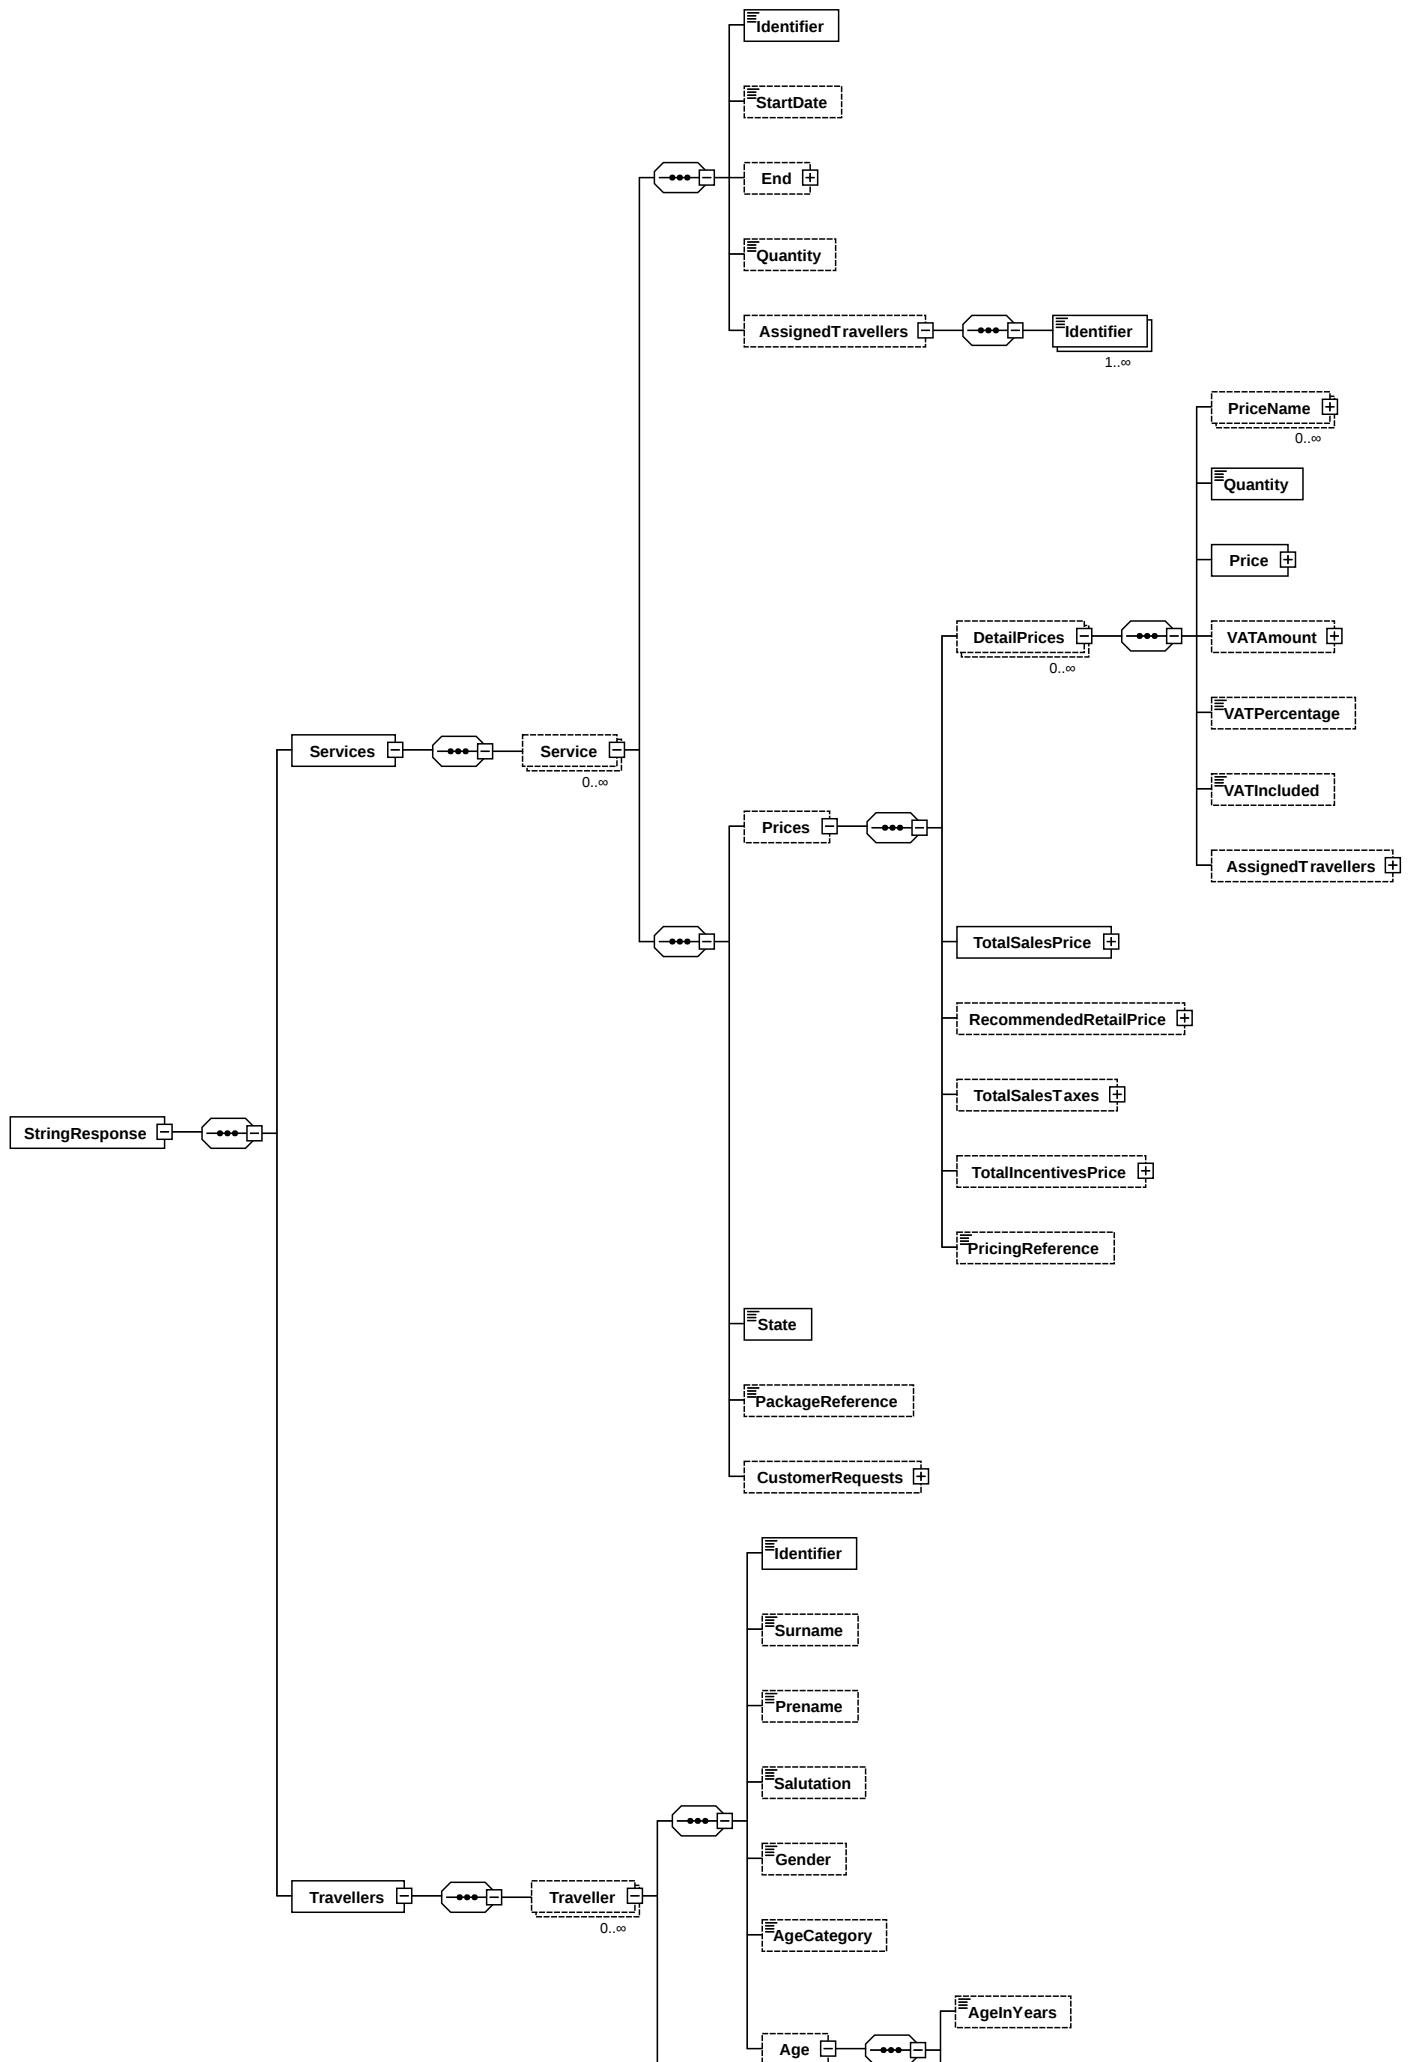 Identifier
StartDate
End
Quantity
AssignedTravellers
Identifier
1..∞
PriceName
0..∞
Quantity
Price
DetailPrices
0..∞
VATAmount
VATPercentage
Services
Service
0..∞
VATIncluded
Prices
AssignedTravellers
TotalSalesPrice
RecommendedRetailPrice
TotalSalesTaxes
StringResponse
TotalIncentivesPrice
PricingReference
State
PackageReference
CustomerRequests
Identifier
Surname
Prename
Salutation
Gender
Travellers
Traveller
0..∞
AgeCategory
AgeInYears
Age